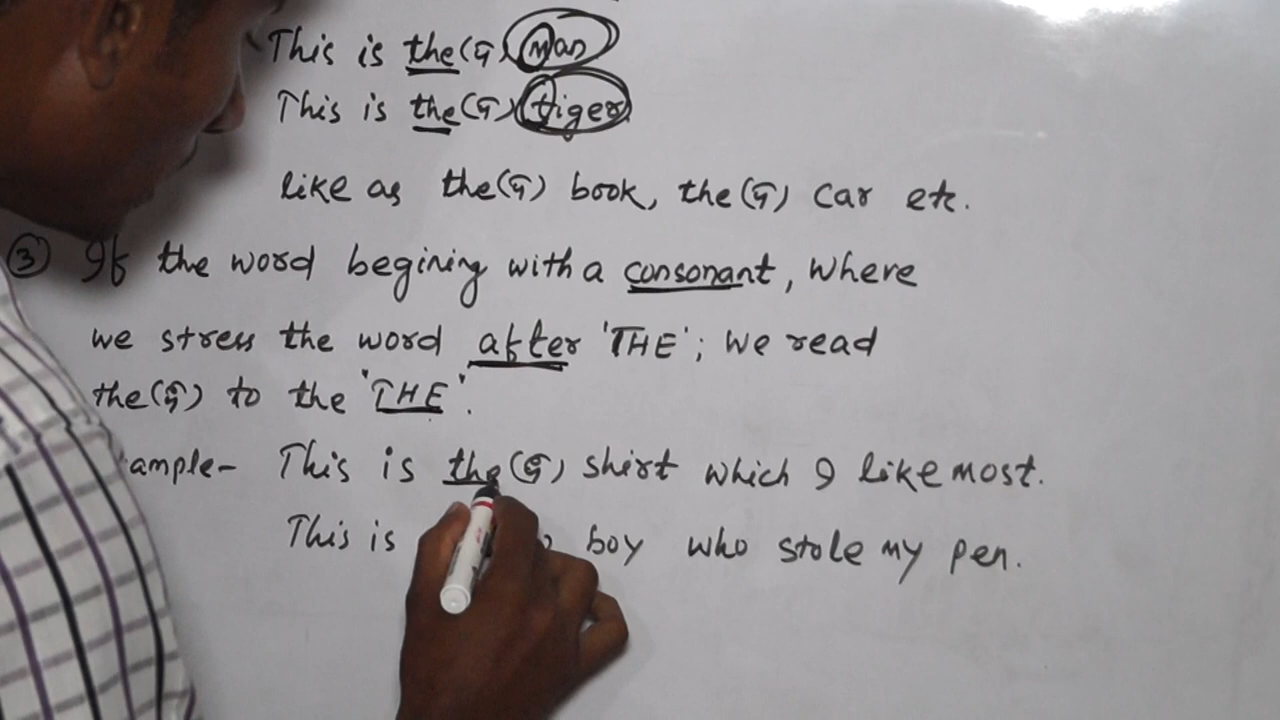 This is the (द) man
This is the (द) tiger
like as the (द) book, the (द) car etc.
③ If the word begining with a consonant, where
we stress the word after 'THE'; we read
the (दी) to the 'THE'.
ample- This is the (दी) shirt which I like most.
This is boy who stole my pen.